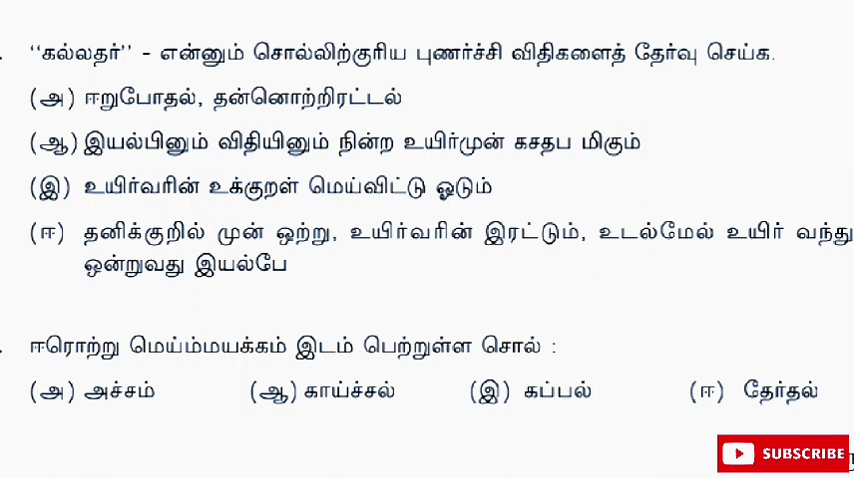 . ‘‘கல்லதர்’’ - என்னும் சொல்லிற்குரிய புணர்ச்சி விதிகளைத் தேர்வு செய்க.
(அ) ஈறுபோதல், தன்னொற்றிரட்டல்
(ஆ) இயல்பினும் விதியினும் நின்ற உயிர்முன் கசதப மிகும்
(இ) உயிர்வரின் உக்குறள் மெய்விட்டு ஓடும்
(ஈ) தனிக்குறில் முன் ஒற்று, உயிர்வரின் இரட்டும், உடல்மேல் உயிர் வந்து
ஒன்றுவது இயல்பே
. ஈரொற்று மெய்ம்மயக்கம் இடம் பெற்றுள்ள சொல் :
(அ) அச்சம் (ஆ) காய்ச்சல் (இ) கப்பல் (ஈ) தேர்தல்
SUBSCRIBE